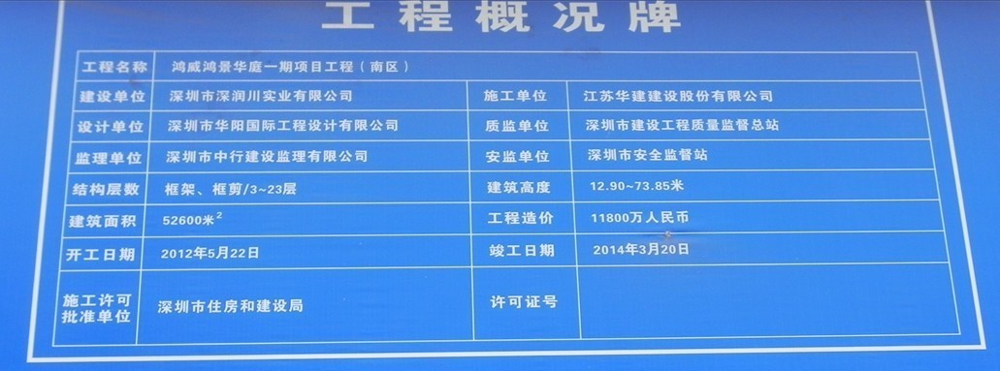 工程概况牌
工程名称 鸿威鸿景华庭一期项目工程（南区）
建设单位 深圳市深润川实业有限公司 施工单位 江苏华建建设股份有限公司
设计单位 深圳市华阳国际工程设计有限公司 质监单位 深圳市建设工程质量监督总站
监理单位 深圳市中行建设监理有限公司 安监单位 深圳市安全监督站
结构层数 框架、框剪/3~23层 建筑高度 12.90~73.85米
建筑面积 52600米² 工程造价 11800万人民币
开工日期 2012年5月22日 竣工日期 2014年3月20日
施工许可
批准单位 深圳市住房和建设局 许可证号